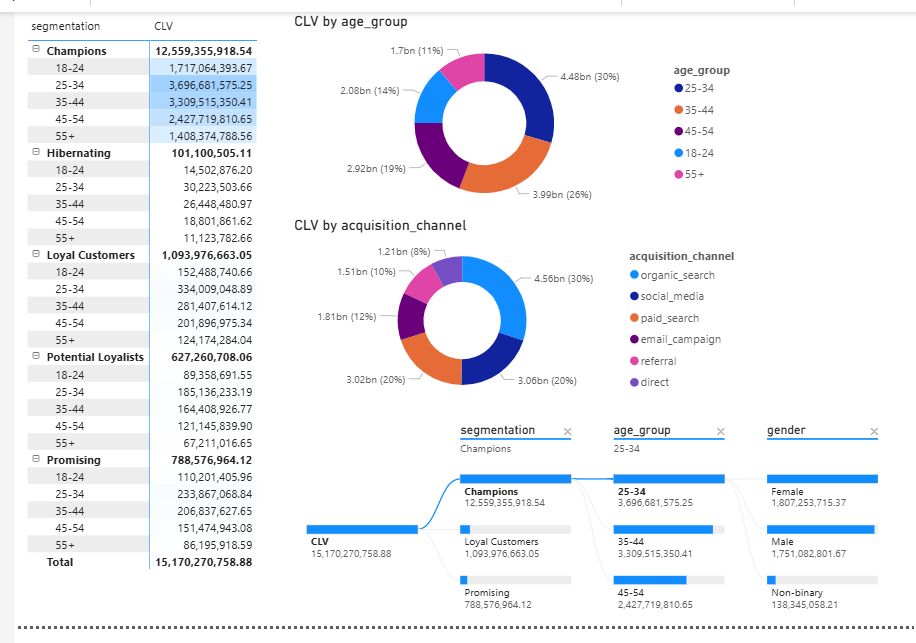 segmentation CLV
Champions 12,559,355,918.54
18-24 1,717,064,393.67
25-34 3,696,681,575.25
35-44 3,309,515,350.41
45-54 2,427,719,810.65
55+ 1,408,374,788.56
Hibernating 101,100,505.11
18-24 14,502,876.20
25-34 30,223,503.66
35-44 26,448,480.97
45-54 18,801,861.62
55+ 11,123,782.66
Loyal Customers 1,093,976,663.05
18-24 152,488,740.66
25-34 334,009,048.89
35-44 281,407,614.12
45-54 201,896,975.34
55+ 124,174,284.04
Potential Loyalists 627,260,708.06
18-24 89,358,691.55
25-34 185,136,233.19
35-44 164,408,926.77
45-54 121,145,839.90
55+ 67,211,016.65
Promising 788,576,964.12
18-24 110,201,405.96
25-34 233,867,068.84
35-44 206,837,627.65
45-54 151,474,943.08
55+ 86,195,918.59
Total 15,170,270,758.88
CLV by age_group
1.7bn (11%)
4.48bn (30%)
2.08bn (14%)
2.92bn (19%)
3.99bn (26%)
age_group
25-34
35-44
45-54
18-24
55+
CLV by acquisition_channel
1.21bn (8%)
1.51bn (10%)
4.56bn (30%)
1.81bn (12%)
3.02bn (20%)
3.06bn (20%)
acquisition_channel
organic_search
social_media
paid_search
email_campaign
referral
direct
segmentation
Champions
age_group
25-34
gender
CLV
15,170,270,758.88
Champions
12,559,355,918.54
Loyal Customers
1,093,976,663.05
Promising
788,576,964.12
25-34
3,696,681,575.25
35-44
3,309,515,350.41
45-54
2,427,719,810.65
Female
1,807,253,715.37
Male
1,751,082,801.67
Non-binary
138,345,058.21